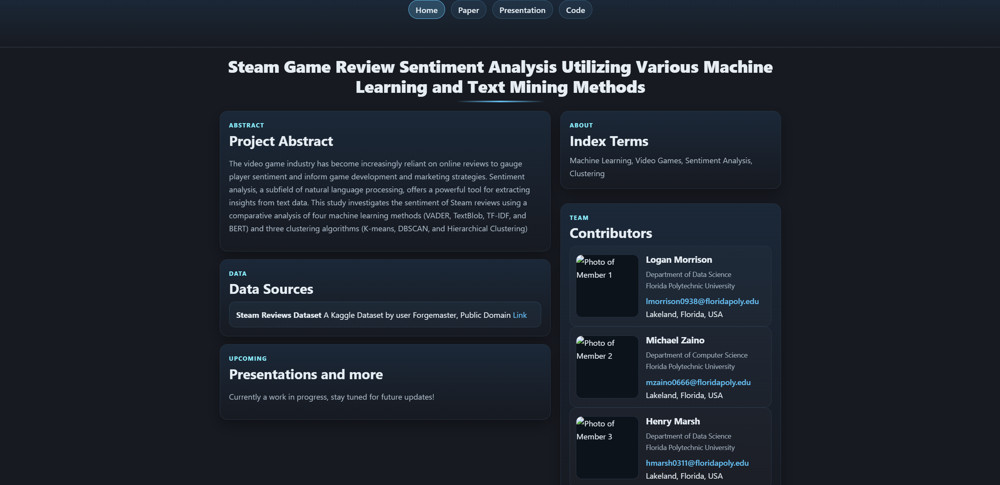 Home
Paper
Presentation
Code
Steam Game Review Sentiment Analysis Utilizing Various Machine
Learning and Text Mining Methods
ABSTRACT
Project Abstract
The video game industry has become increasingly reliant on online reviews to gauge
player sentiment and inform game development and marketing strategies. Sentiment
analysis, a subfield of natural language processing, offers a powerful tool for extracting
insights from text data. This study investigates the sentiment of Steam reviews using a
comparative analysis of four machine learning methods (VADER, TextBlob, TF-IDF, and
BERT) and three clustering algorithms (K-means, DBSCAN, and Hierarchical Clustering)
DATA
Data Sources
Steam Reviews Dataset A Kaggle Dataset by user Forgemaster, Public Domain Link
UPCOMING
Presentations and more
Currently a work in progress, stay tuned for future updates!
ABOUT
Index Terms
Machine Learning, Video Games, Sentiment Analysis,
Clustering
TEAM
Contributors
Photo of
Member 1
Logan Morrison
Department of Data Science
Florida Polytechnic University
lmorrison0938@floridapoly.edu
Lakeland, Florida, USA
Photo of
Member 2
Michael Zaino
Department of Computer Science
Florida Polytechnic University
mzaino0666@floridapoly.edu
Lakeland, Florida, USA
Photo of
Member 3
Henry Marsh
Department of Data Science
Florida Polytechnic University
hmarsh0311@floridapoly.edu
Lakeland, Florida, USA